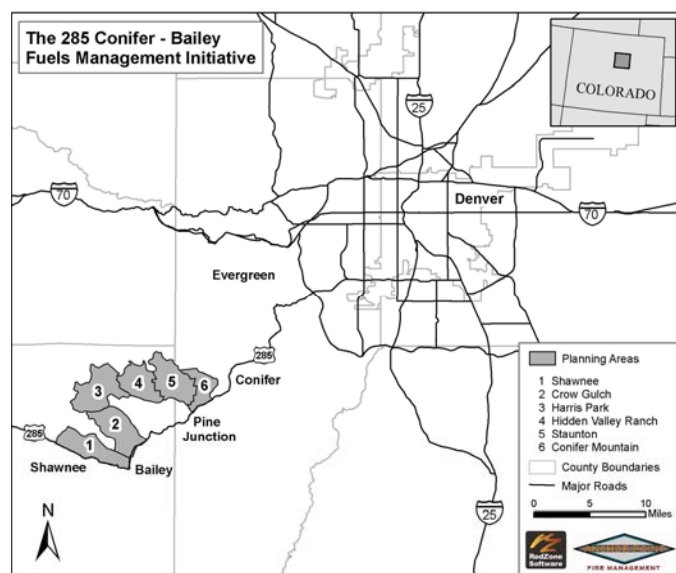 The 285 Conifer - Bailey
Fuels Management Initiative
COLORADO
25
70
Denver
70
Evergreen
285
Conifer
3
4
5
6
Pine
Junction
2
285
1
Shawnee
Bailey
N
25
Planning Areas
1 Shawnee
2 Crow Gulch
3 Harris Park
4 Hidden Valley Ranch
5 Staunton
6 Conifer Mountain
County Boundaries
Major Roads
0 5 10
Miles
RedZone
Software
FIRE MANAGEMENT